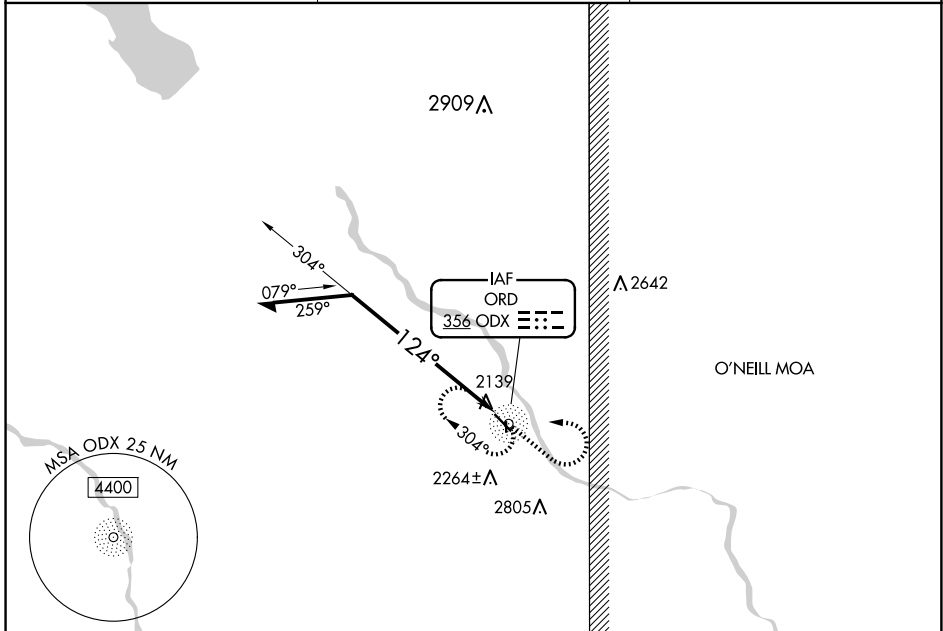 2909
304°
079°
259°
IAF
ORD
356 ODX
2642
124°
O'NEILL MOA
2139
304°
MSA ODX 25 NM
4400
2264±
2805